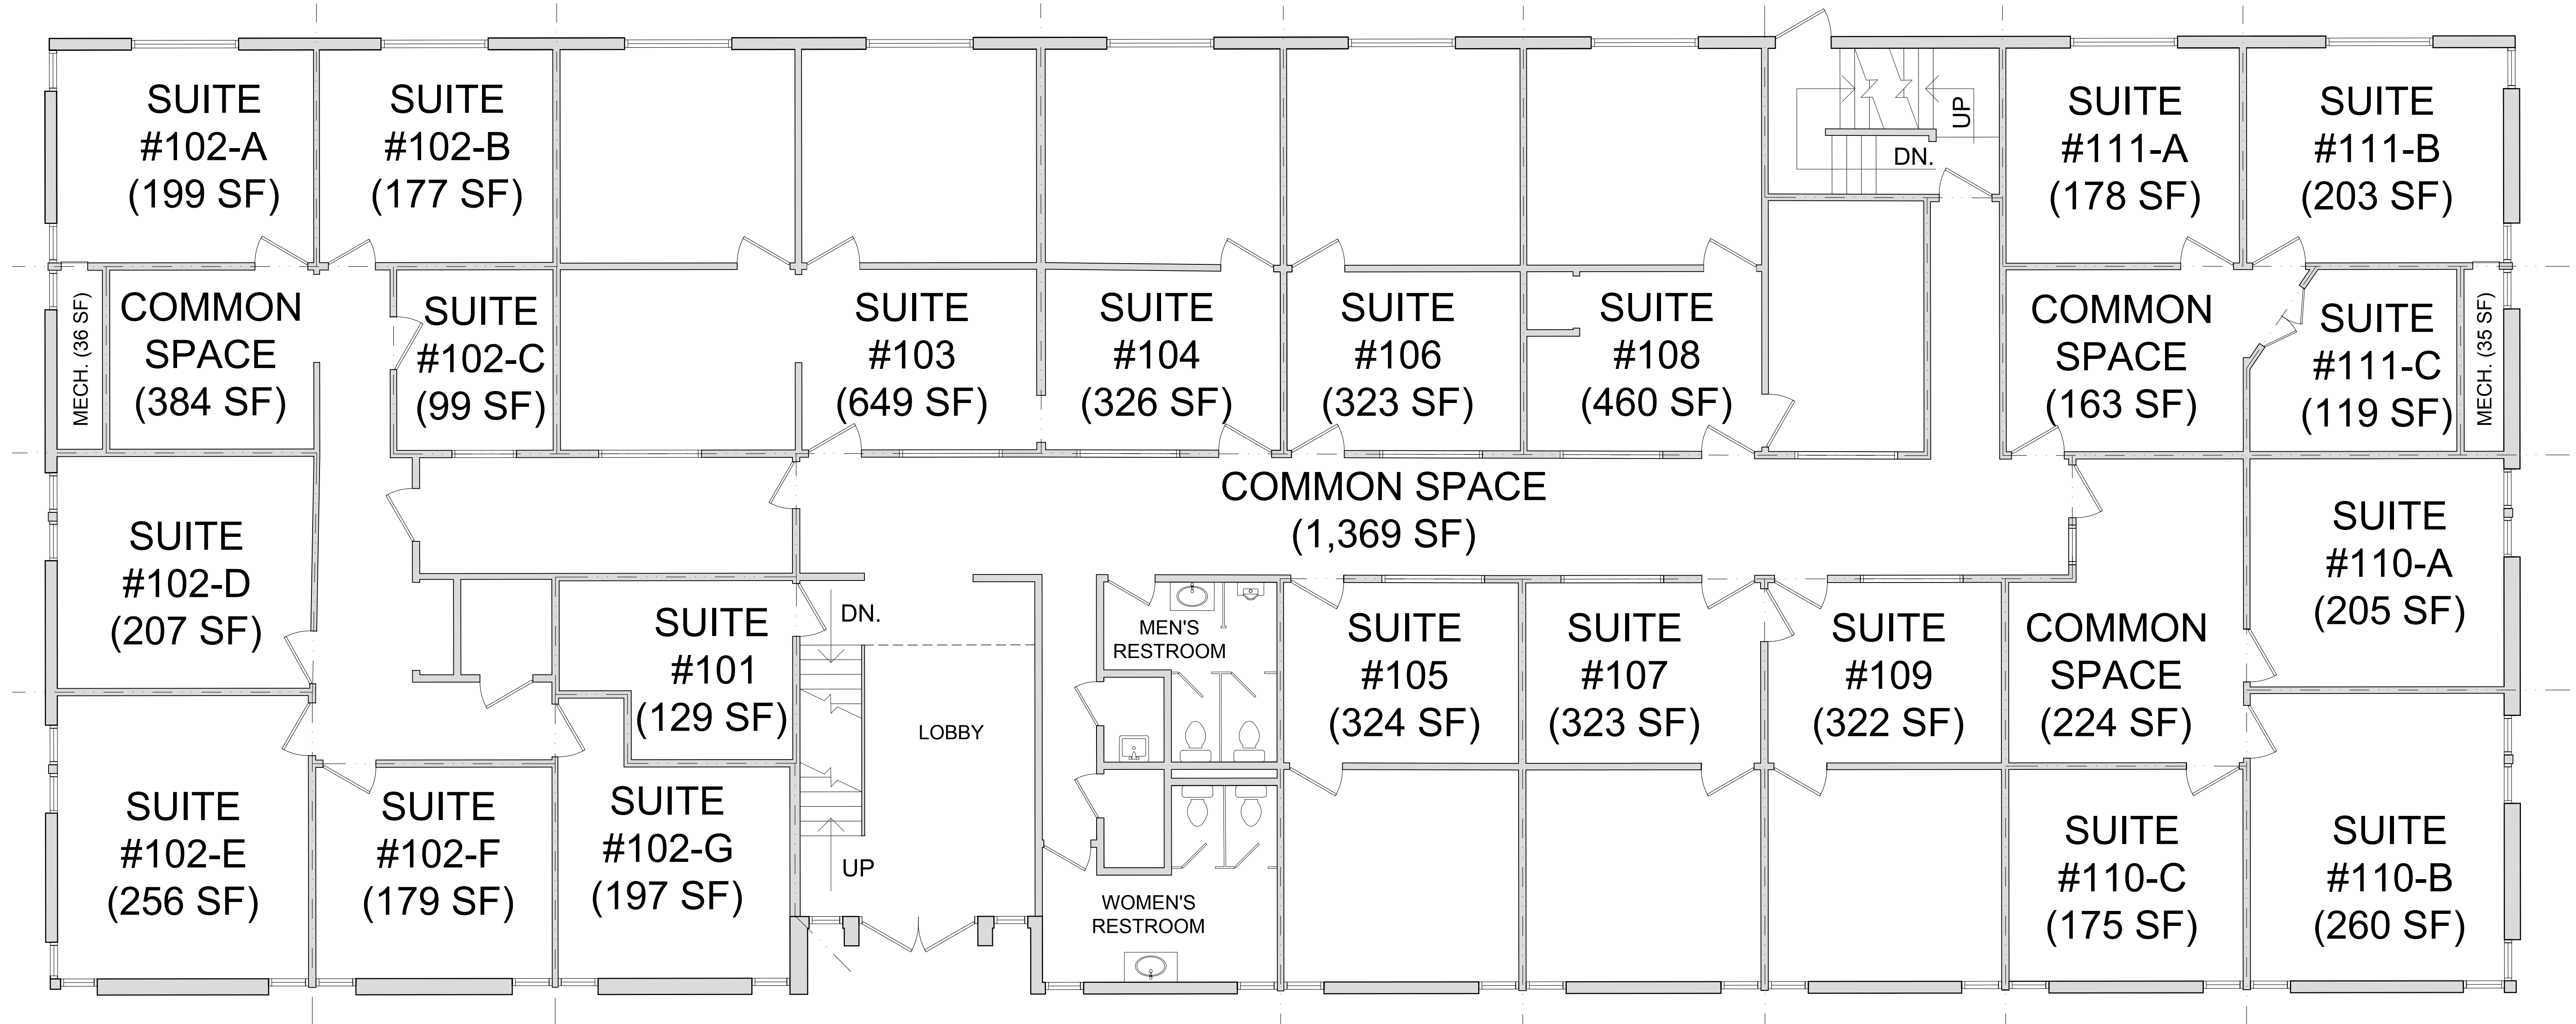 SUITE
#102-A
(199 SF)
SUITE
#102-B
(177 SF)
UP
DN.
SUITE
#111-A
(178 SF)
SUITE
#111-B
(203 SF)
MECH. (36 SF)
COMMON
SPACE
(384 SF)
SUITE
#102-C
(99 SF)
SUITE
#103
(649 SF)
SUITE
#104
(326 SF)
SUITE
#106
(323 SF)
SUITE
#108
(460 SF)
COMMON
SPACE
(163 SF)
SUITE
#111-C
(119 SF)
MECH. (35 SF)
COMMON SPACE
(1,369 SF)
SUITE
#102-D
(207 SF)
SUITE
#101
(129 SF)
DN.
LOBBY
UP
MEN'S
RESTROOM
SUITE
#105
(324 SF)
SUITE
#107
(323 SF)
SUITE
#109
(322 SF)
COMMON
SPACE
(224 SF)
SUITE
#110-A
(205 SF)
SUITE
#102-E
(256 SF)
SUITE
#102-F
(179 SF)
SUITE
#102-G
(197 SF)
WOMEN'S
RESTROOM
SUITE
#110-C
(175 SF)
SUITE
#110-B
(260 SF)